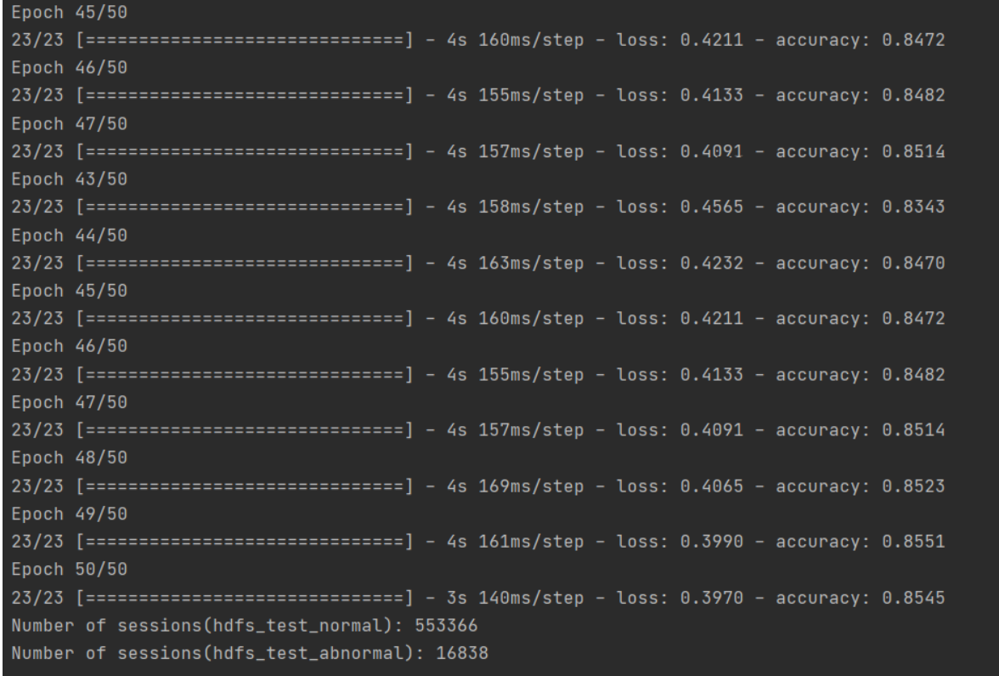 Epoch 45/50
23/23 [==============================] - 4s 160ms/step - loss: 0.4211 - accuracy: 0.8472
Epoch 46/50
23/23 [==============================] - 4s 155ms/step - loss: 0.4133 - accuracy: 0.8482
Epoch 47/50
23/23 [==============================] - 4s 157ms/step - loss: 0.4091 - accuracy: 0.8514
Epoch 43/50
23/23 [==============================] - 4s 158ms/step - loss: 0.4565 - accuracy: 0.8343
Epoch 44/50
23/23 [==============================] - 4s 163ms/step - loss: 0.4232 - accuracy: 0.8470
Epoch 45/50
23/23 [==============================] - 4s 160ms/step - loss: 0.4211 - accuracy: 0.8472
Epoch 46/50
23/23 [==============================] - 4s 155ms/step - loss: 0.4133 - accuracy: 0.8482
Epoch 47/50
23/23 [==============================] - 4s 157ms/step - loss: 0.4091 - accuracy: 0.8514
Epoch 48/50
23/23 [==============================] - 4s 169ms/step - loss: 0.4065 - accuracy: 0.8523
Epoch 49/50
23/23 [==============================] - 4s 161ms/step - loss: 0.3990 - accuracy: 0.8551
Epoch 50/50
23/23 [==============================] - 3s 140ms/step - loss: 0.3970 - accuracy: 0.8545
Number of sessions(hdfs_test_normal): 553366
Number of sessions(hdfs_test_abnormal): 16838